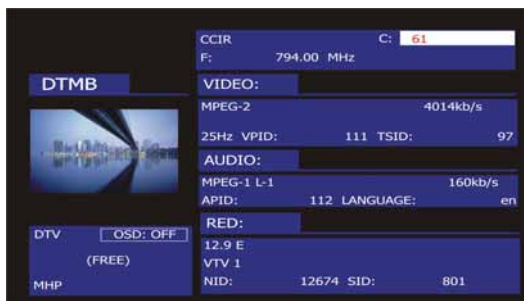 CCIR C: 61
F: 794.00 MHz
DTMB
VIDEO:
MPEG-2 4014kb/s
25Hz VPID: 111 TSID: 97
AUDIO:
MPEG-1 L-1 160kb/s
APID: 112 LANGUAGE: en
RED:
12.9 E
VTV 1
NID: 12674 SID: 801
DTV OSD: OFF
(FREE)
MHP